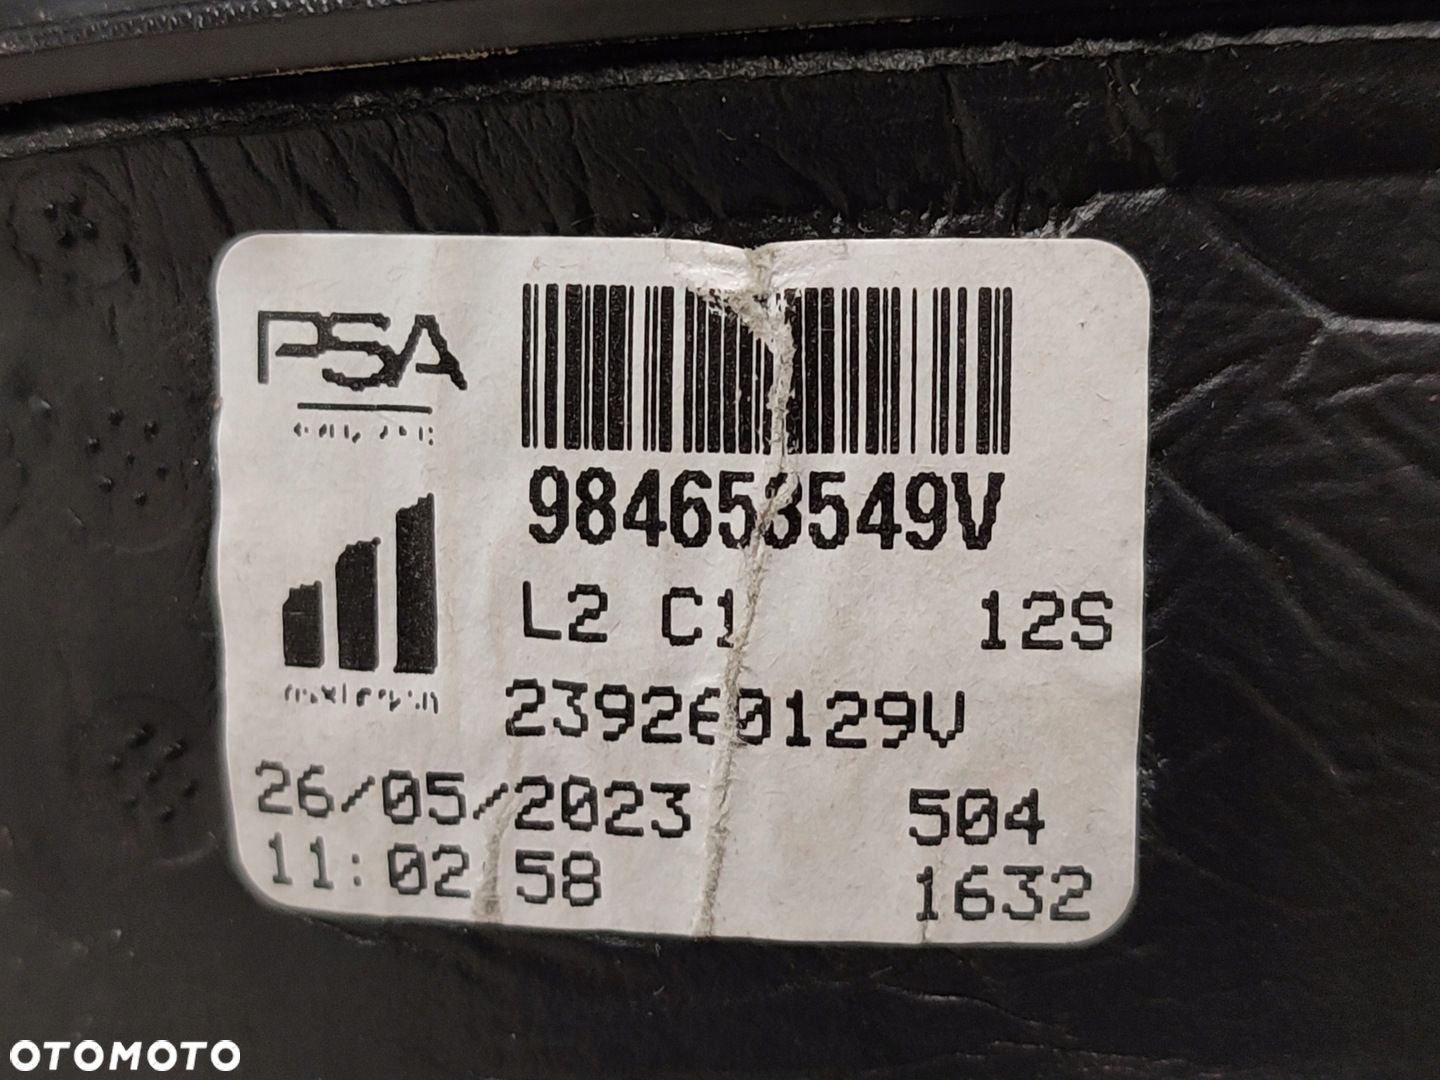 PSA
984653549V
L2 C1 12S
239260129V
26/05/2023 504
11:02 58 1632
OTOMOTO